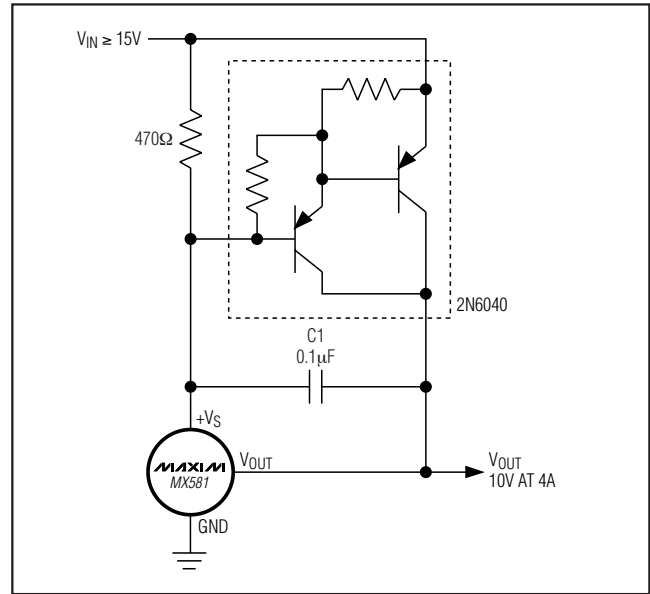 V_IN ≥ 15V
470Ω
2N6040
C1
0.1µF
+V_S
MAXIM
MX581
V_OUT
V_OUT
10V AT 4A
GND